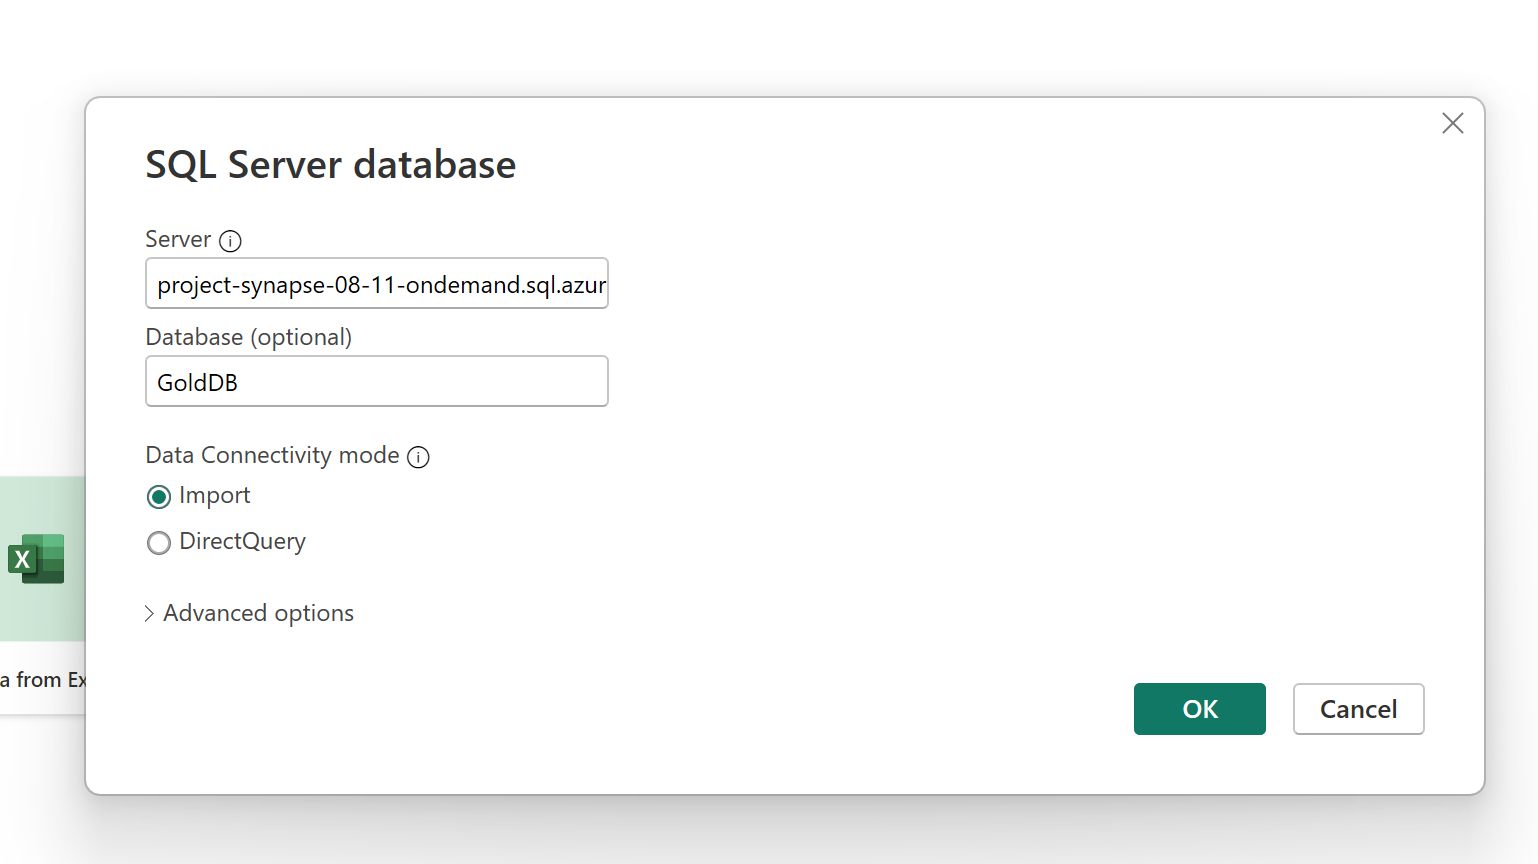 SQL Server database
Server
project-synapse-08-11-ondemand.sql.azur
Database (optional)
GoldDB
Data Connectivity mode
Import
DirectQuery
X
Advanced options
a from Ex
OK
Cancel